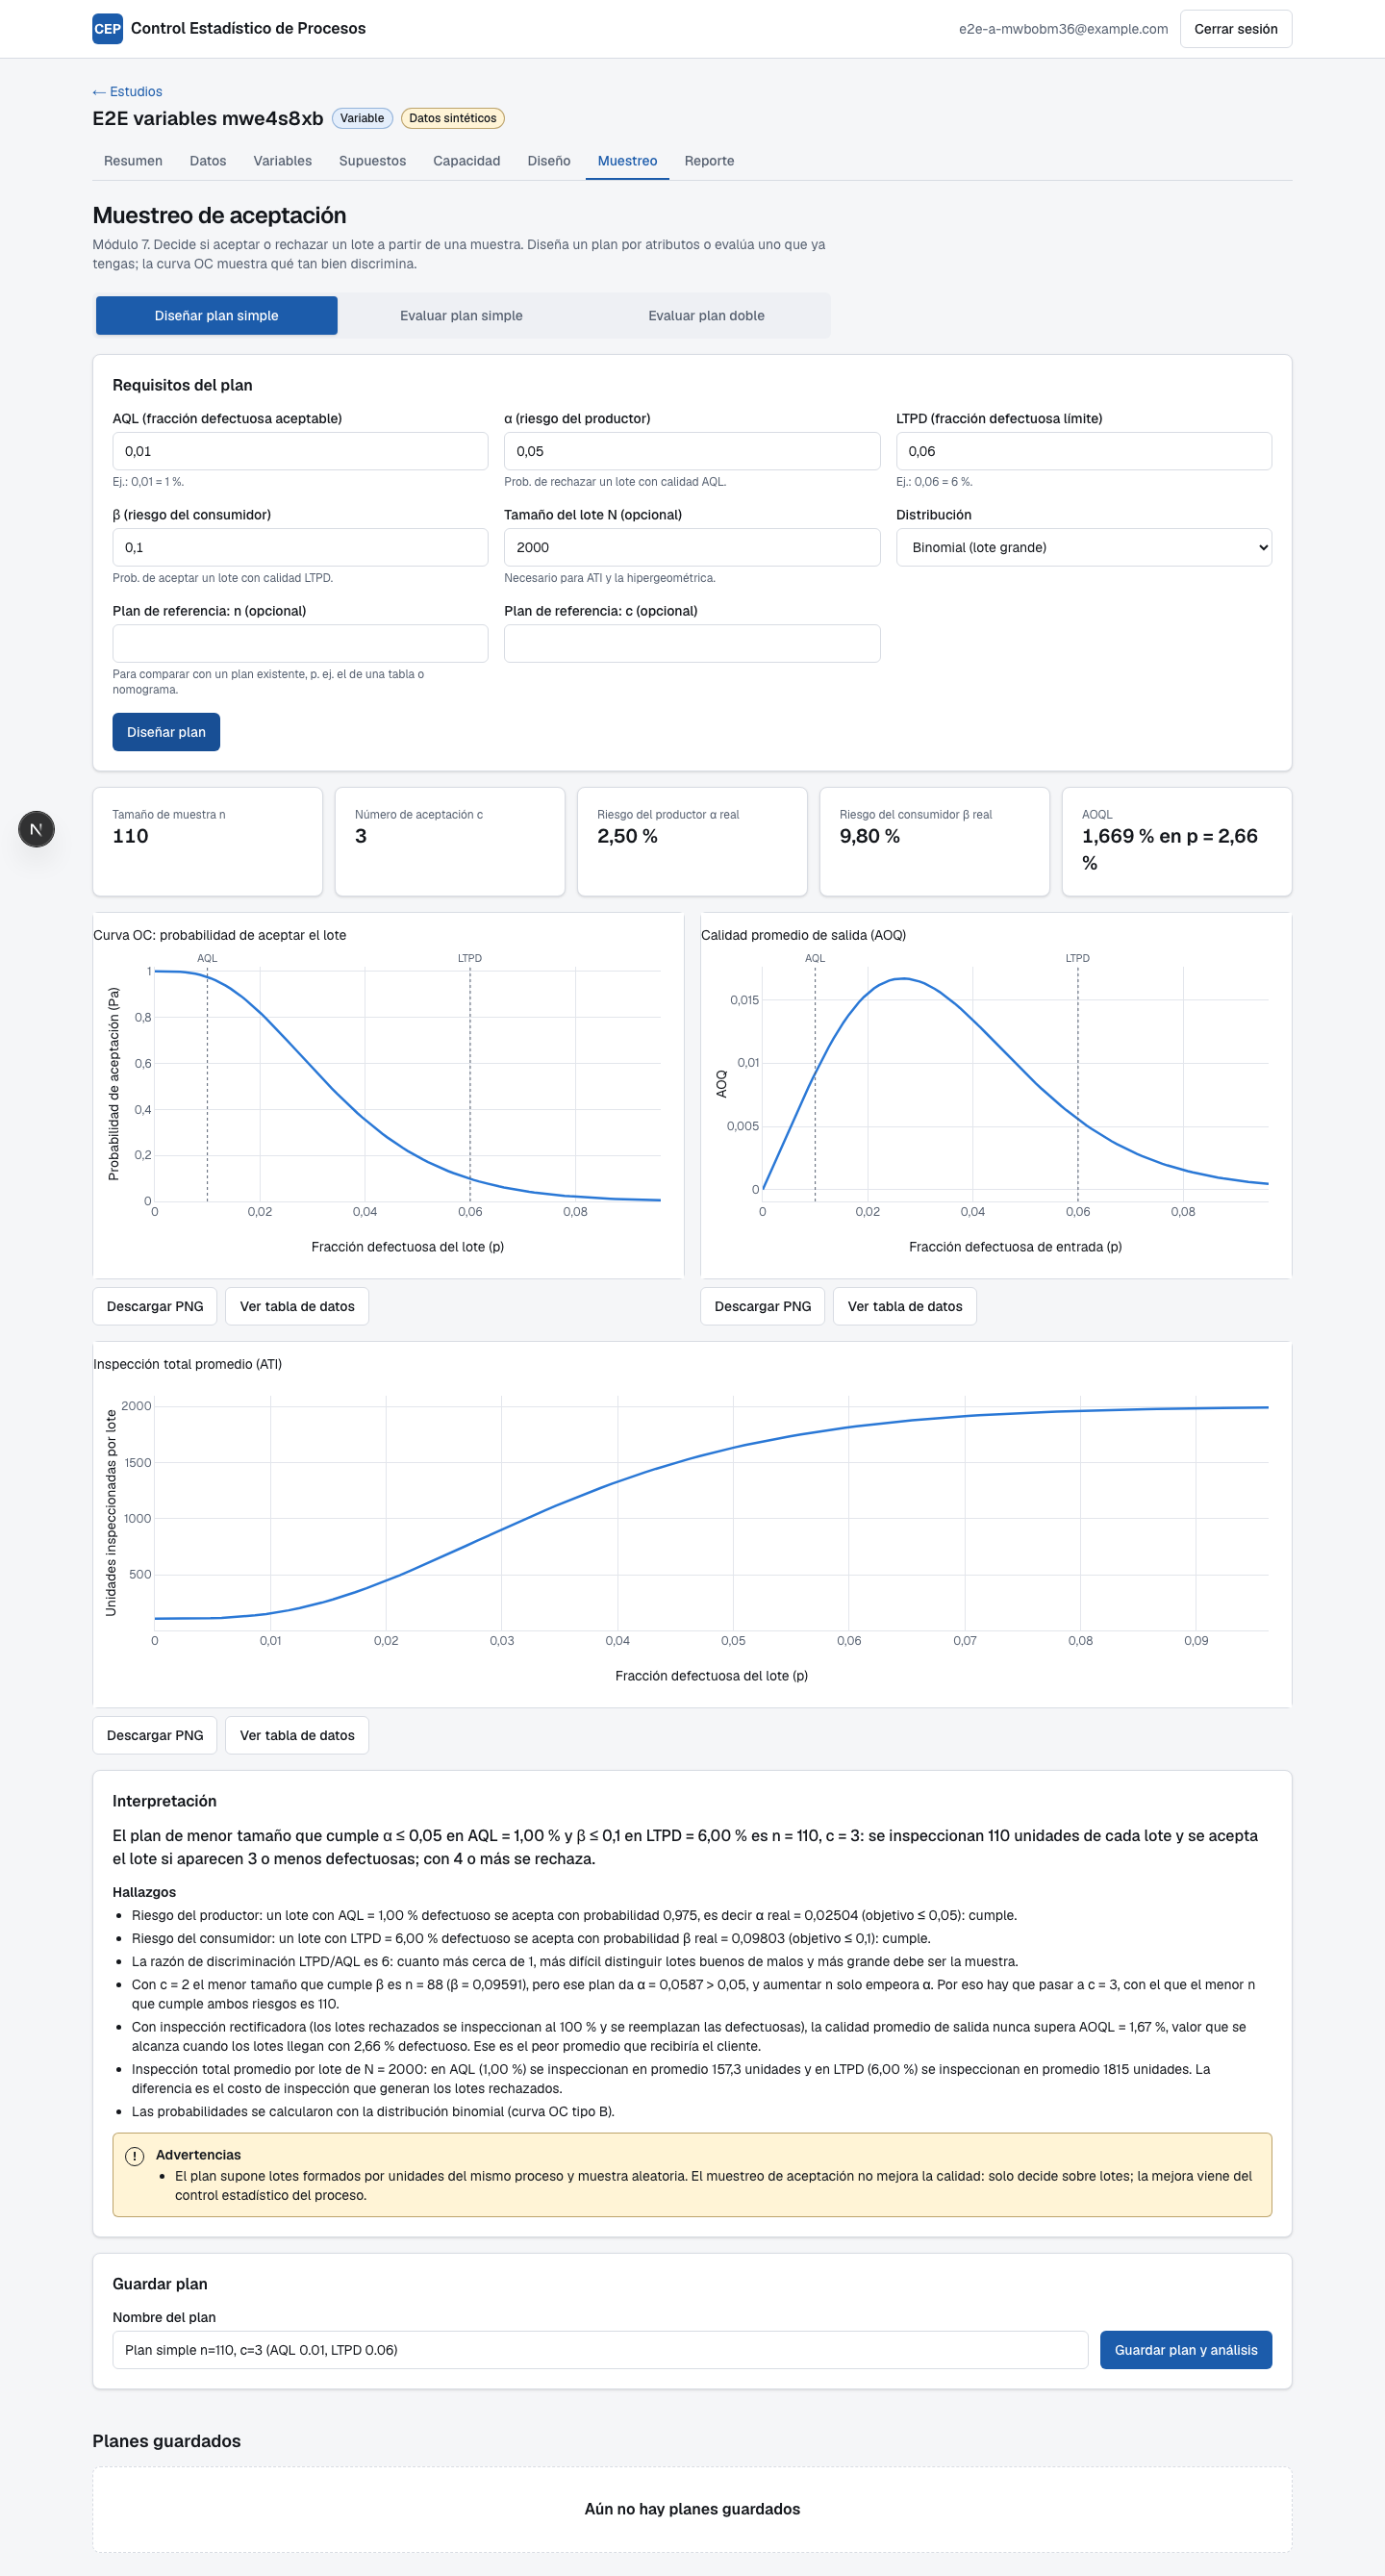 CEP Control Estadístico de Procesos
e2e-a-mwbobm36@example.com
Cerrar sesión
← Estudios
E2E variables mwe4s8xb Variable Datos sintéticos
Resumen Datos Variables Supuestos Capacidad Diseño Muestreo Reporte
Muestreo de aceptación
Módulo 7. Decide si aceptar o rechazar un lote a partir de una muestra. Diseña un plan por atributos o evalúa uno que ya
tengas; la curva OC muestra qué tan bien discrimina.
Diseñar plan simple Evaluar plan simple Evaluar plan doble
Requisitos del plan
AQL (fracción defectuosa aceptable) α (riesgo del productor) LTPD (fracción defectuosa límite)
0,01 0,05 0,06
Ej.: 0,01 = 1 %. Prob. de rechazar un lote con calidad AQL. Ej.: 0,06 = 6 %.
β (riesgo del consumidor) Tamaño del lote N (opcional) Distribución
0,1 2000 Binomial (lote grande)
Prob. de aceptar un lote con calidad LTPD. Necesario para ATI y la hipergeométrica.
Plan de referencia: n (opcional) Plan de referencia: c (opcional)
Para comparar con un plan existente, p. ej. el de una tabla o
nomograma.
Diseñar plan
N
Tamaño de muestra n
110
Número de aceptación c
3
Riesgo del productor α real
2,50 %
Riesgo del consumidor β real
9,80 %
AOQL
1,669 % en p = 2,66
%
Curva OC: probabilidad de aceptar el lote
AQL LTPD
Probabilidad de aceptación (Pa)
1
0,8
0,6
0,4
0,2
0
0 0,02 0,04 0,06 0,08
Fracción defectuosa del lote (p)
Descargar PNG Ver tabla de datos
Calidad promedio de salida (AOQ)
AQL LTPD
AOQ
0,015
0,01
0,005
0
0 0,02 0,04 0,06 0,08
Fracción defectuosa de entrada (p)
Descargar PNG Ver tabla de datos
Inspección total promedio (ATI)
Unidades inspeccionadas por lote
2000
1500
1000
500
0 0,01 0,02 0,03 0,04 0,05 0,06 0,07 0,08 0,09
Fracción defectuosa del lote (p)
Descargar PNG Ver tabla de datos
Interpretación
El plan de menor tamaño que cumple α ≤ 0,05 en AQL = 1,00 % y β ≤ 0,1 en LTPD = 6,00 % es n = 110, c = 3: se inspeccionan 110 unidades de cada lote y se acepta
el lote si aparecen 3 o menos defectuosas; con 4 o más se rechaza.
Hallazgos
• Riesgo del productor: un lote con AQL = 1,00 % defectuoso se acepta con probabilidad 0,975, es decir α real = 0,02504 (objetivo ≤ 0,05): cumple.
• Riesgo del consumidor: un lote con LTPD = 6,00 % defectuoso se acepta con probabilidad β real = 0,09803 (objetivo ≤ 0,1): cumple.
• La razón de discriminación LTPD/AQL es 6: cuanto más cerca de 1, más difícil distinguir lotes buenos de malos y más grande debe ser la muestra.
• Con c = 2 el menor tamaño que cumple β es n = 88 (β = 0,09591), pero ese plan da α = 0,0587 > 0,05, y aumentar n solo empeora α. Por eso hay que pasar a c = 3, con el que el menor n
que cumple ambos riesgos es 110.
• Con inspección rectificadora (los lotes rechazados se inspeccionan al 100 % y se reemplazan las defectuosas), la calidad promedio de salida nunca supera AOQL = 1,67 %, valor que se
alcanza cuando los lotes llegan con 2,66 % defectuoso. Ese es el peor promedio que recibiría el cliente.
• Inspección total promedio por lote de N = 2000: en AQL (1,00 %) se inspeccionan en promedio 157,3 unidades y en LTPD (6,00 %) se inspeccionan en promedio 1815 unidades. La
diferencia es el costo de inspección que generan los lotes rechazados.
• Las probabilidades se calcularon con la distribución binomial (curva OC tipo B).
! Advertencias
• El plan supone lotes formados por unidades del mismo proceso y muestra aleatoria. El muestreo de aceptación no mejora la calidad: solo decide sobre lotes; la mejora viene del
control estadístico del proceso.
Guardar plan
Nombre del plan
Plan simple n=110, c=3 (AQL 0.01, LTPD 0.06) Guardar plan y análisis
Planes guardados
Aún no hay planes guardados